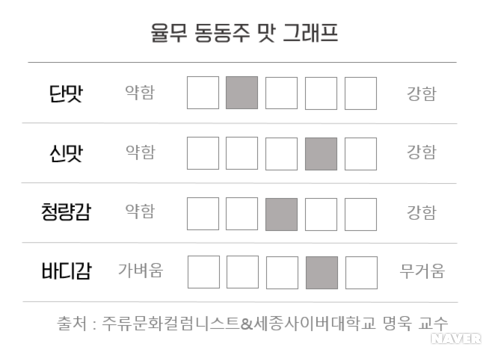 율무 동동주 맛 그래프
단맛 약함 강함
신맛 약함 강함
청량감 약함 강함
바디감 가벼움 무거움
출처 : 주류문화컬럼니스트&세종사이버대학교 명욱 교수
NAVER